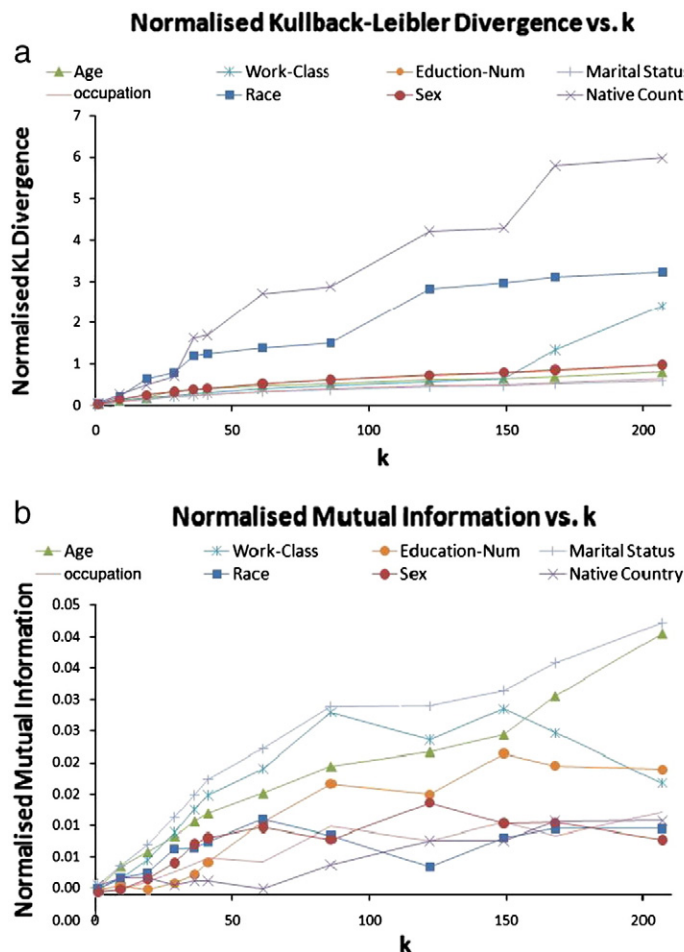 Normalised Kullback-Leibler Divergence vs. k
a
Age Work-Class Eduction-Num Marital Status
occupation Race Sex Native Count
Normalised KL Divergence
7
6
5
4
3
2
1
0
0 50 100 150 200
k
b
Normalised Mutual Information vs. k
Age Work-Class Education-Num Marital Status
occupation Race Sex Native Country
Normalised Mutual Information
0.05
0.04
0.04
0.03
0.03
0.02
0.02
0.01
0.01
0.00
0.00
0 50 100 150 200
k